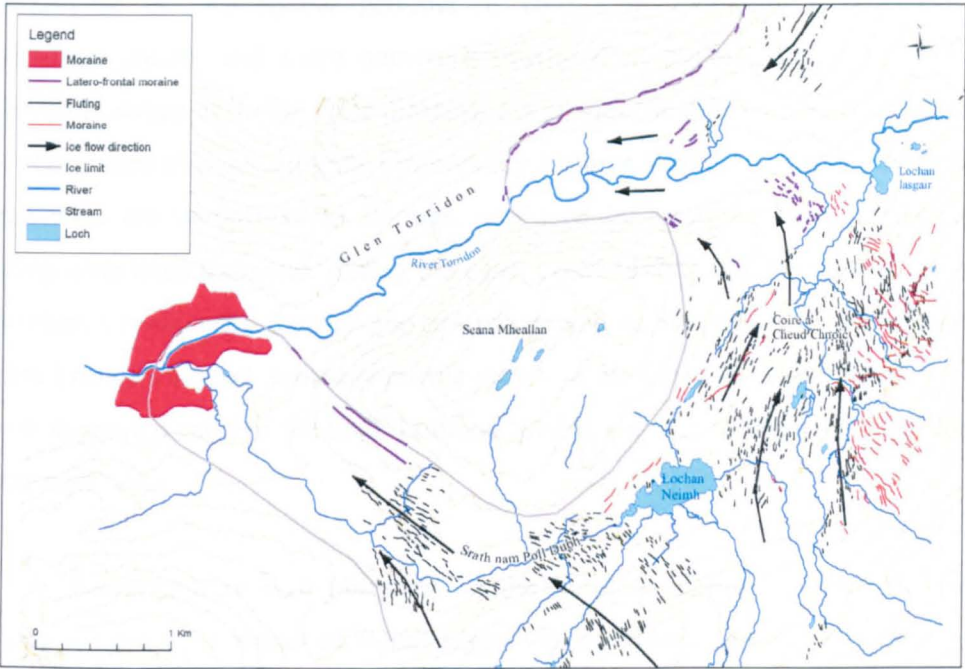 Legend
Moraine
Latero-frontal moraine
Fluting
Moraine
Ice flow direction
Ice limit
River
Stream
Loch
Lochan
Iasgair
Glen Torridon
River Torridon
Seana Mheallan
Coire a'
Cheud Chnoic
Lochan
Neimh
Srath nam Poll Dubh
0 1 Km